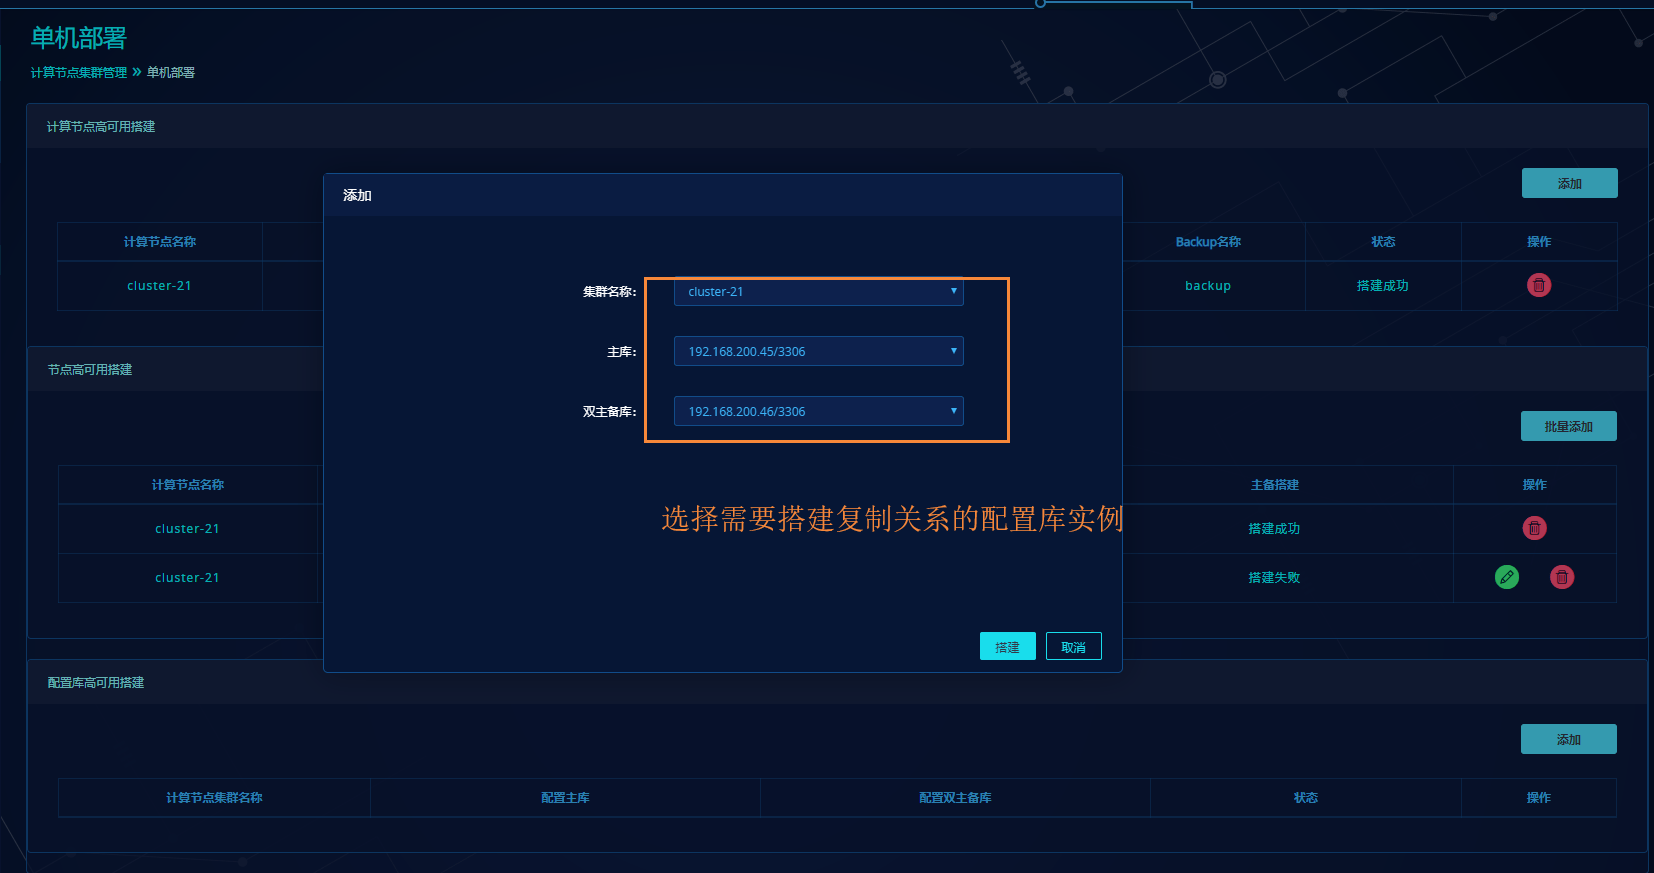 单机部署
计算节点集群管理 » 单机部署
计算节点高可用搭建
添加
计算节点名称 Backup名称 状态 操作
cluster-21 backup 搭建成功
添加
集群名称: cluster-21
主库: 192.168.200.45/3306
双主备库: 192.168.200.46/3306
选择需要搭建复制关系的配置库实例
搭建 取消
节点高可用搭建
批量添加
计算节点名称 主备搭建 操作
cluster-21 搭建成功
cluster-21 搭建失败
配置库高可用搭建
添加
计算节点集群名称 配置主库 配置双主备库 状态 操作